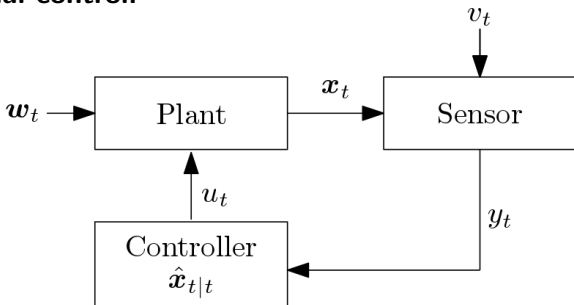 v_t
x_t
w_t
Plant
Sensor
u_t
y_t
Controller
x̂_{t|t}